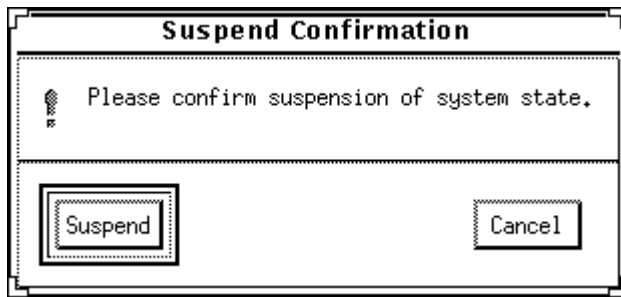 Suspend Confirmation
Please confirm suspension of system state.
Suspend
Cancel